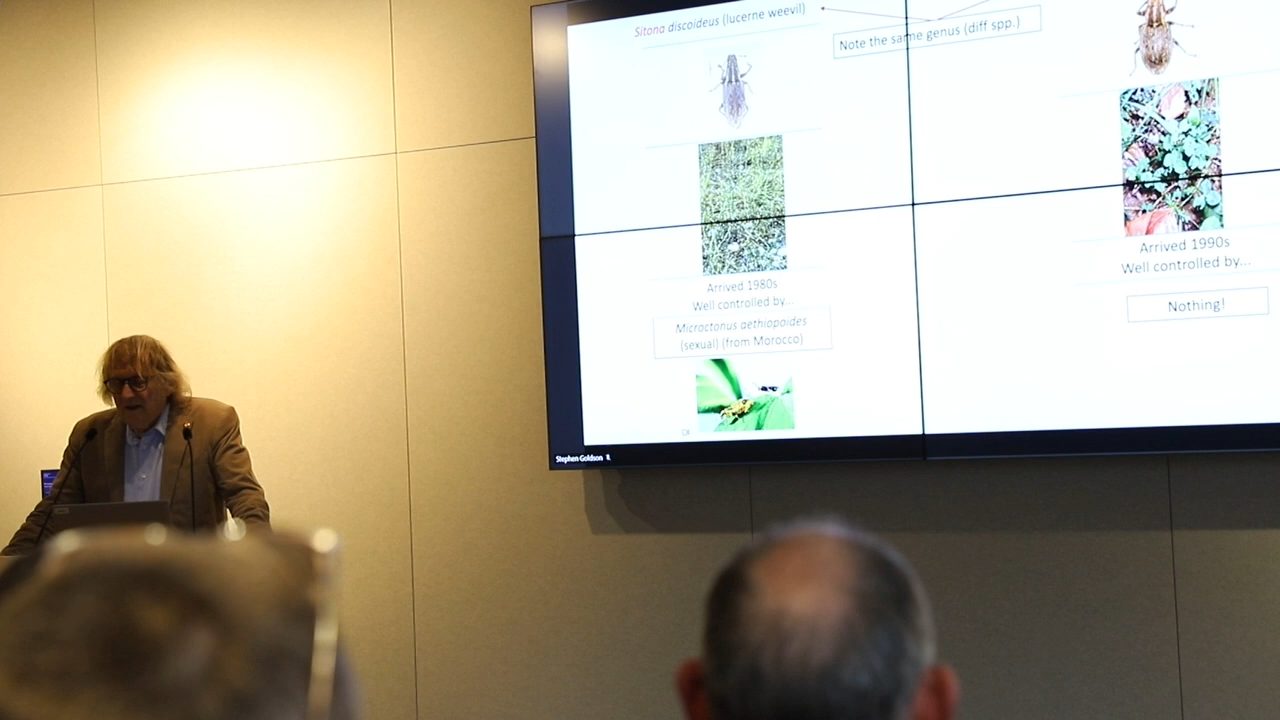 Sitona discoideus (lucerne weevil)
Note the same genus (diff spp.)
Arrived 1980s
Well controlled by...
Microctonus aethiopoides
(sexual) (from Morocco)
Arrived 1990s
Well controlled by...
Nothing!
Stephen Goldson